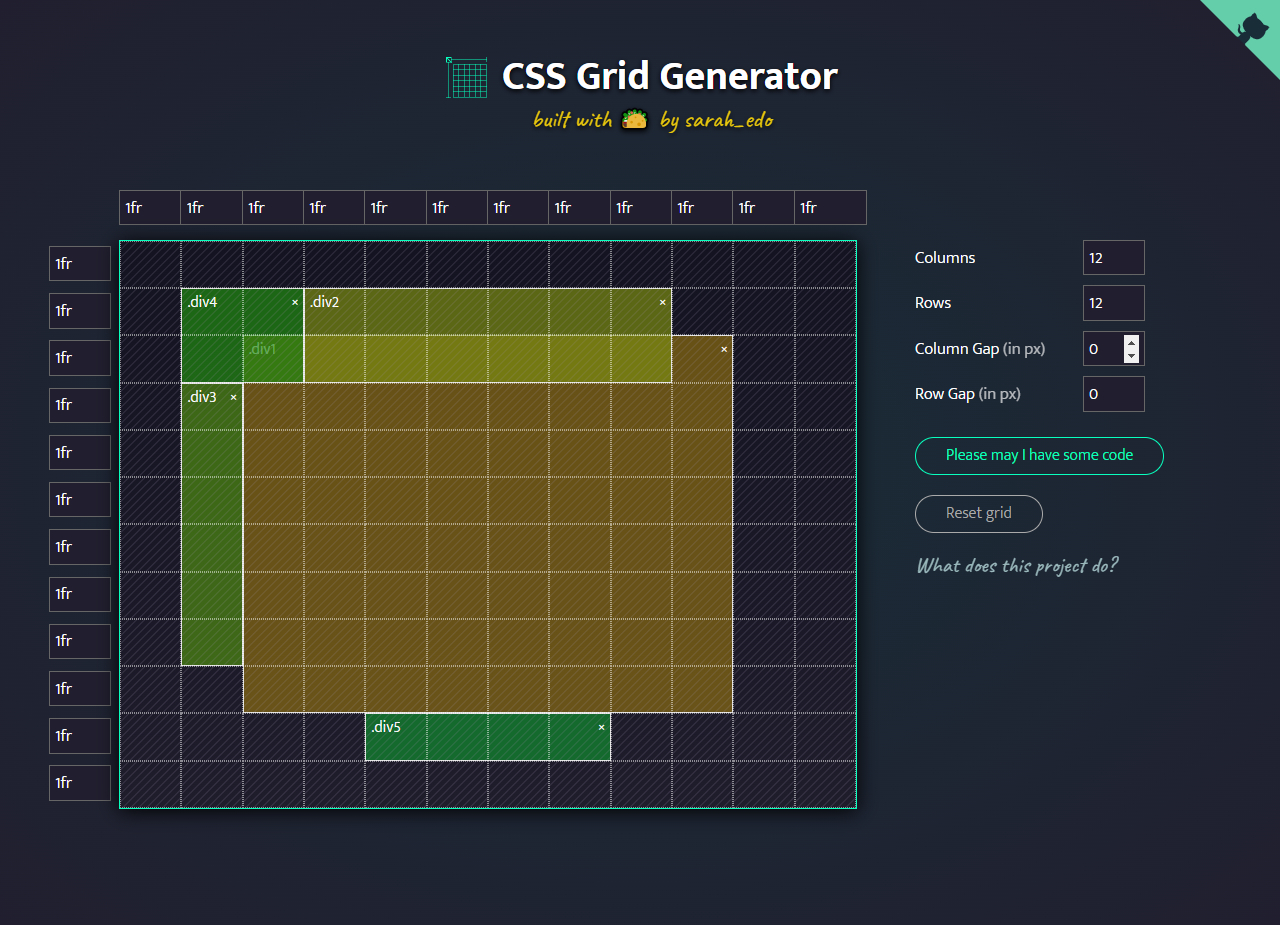 CSS Grid Generator
built with 🌮 by sarah_edo
1fr 1fr 1fr 1fr 1fr 1fr 1fr 1fr 1fr 1fr 1fr 1fr
1fr
1fr
1fr
1fr
1fr
1fr
1fr
1fr
1fr
1fr
1fr
1fr
.div4 × .div2 ×
.div1 ×
.div3 ×
.div5 ×
Columns 12
Rows 12
Column Gap (in px) 0
Row Gap (in px) 0
Please may I have some code
Reset grid
What does this project do?